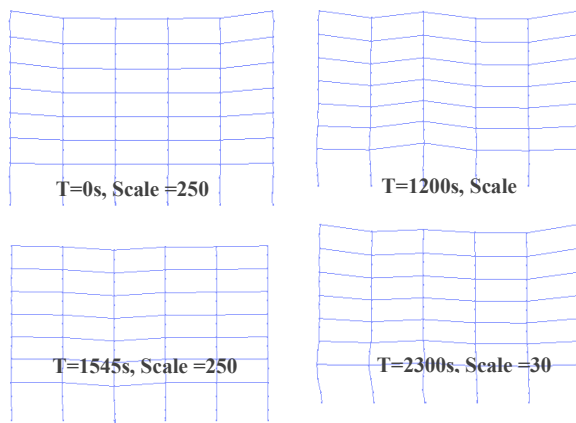 T=0s, Scale =250
T=1200s, Scale
T=1545s, Scale =250
T=2300s, Scale =30